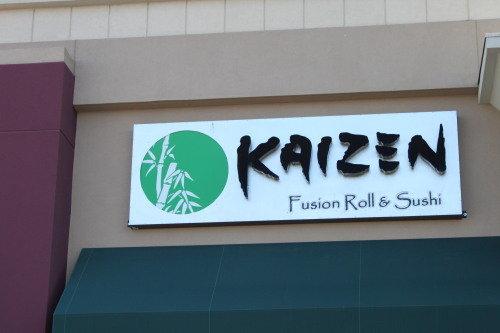 KAIZEN
Fusion Roll & Sushi